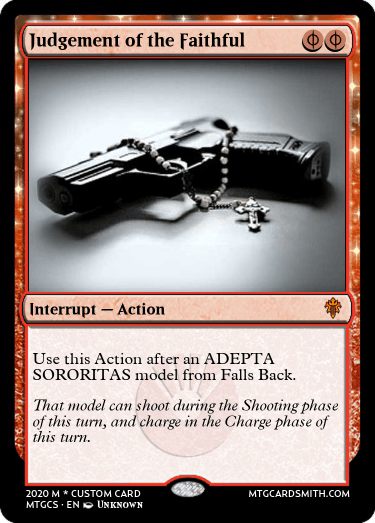 Judgement of the Faithful
Interrupt — Action
Use this Action after an ADEPTA
SORORITAS model from Falls Back.
That model can shoot during the Shooting phase
of this turn, and charge in the Charge phase of
this turn.
2020 M * CUSTOM CARD
MTGCARDSMITH.COM
MTGCS · EN Unknown